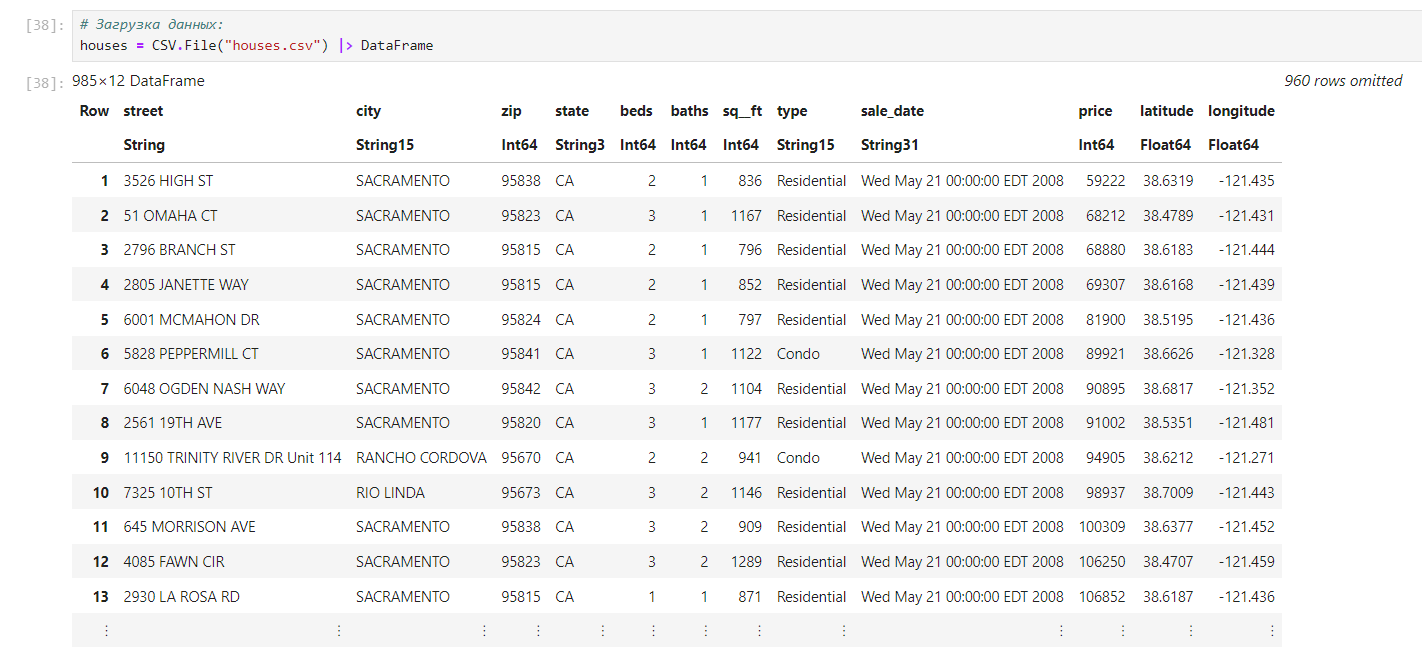 [38]: # Загрузка данных:
houses = CSV.File("houses.csv") |> DataFrame
[38]: 985×12 DataFrame 960 rows omitted
Row street city zip state beds baths sq__ft type sale_date price latitude longitude
String String15 Int64 String3 Int64 Int64 Int64 String15 String31 Int64 Float64 Float64
1 3526 HIGH ST SACRAMENTO 95838 CA 2 1 836 Residential Wed May 21 00:00:00 EDT 2008 59222 38.6319 -121.435
2 51 OMAHA CT SACRAMENTO 95823 CA 3 1 1167 Residential Wed May 21 00:00:00 EDT 2008 68212 38.4789 -121.431
3 2796 BRANCH ST SACRAMENTO 95815 CA 2 1 796 Residential Wed May 21 00:00:00 EDT 2008 68880 38.6183 -121.444
4 2805 JANETTE WAY SACRAMENTO 95815 CA 2 1 852 Residential Wed May 21 00:00:00 EDT 2008 69307 38.6168 -121.439
5 6001 MCMAHON DR SACRAMENTO 95824 CA 2 1 797 Residential Wed May 21 00:00:00 EDT 2008 81900 38.5195 -121.436
6 5828 PEPPERMILL CT SACRAMENTO 95841 CA 3 1 1122 Condo Wed May 21 00:00:00 EDT 2008 89921 38.6626 -121.328
7 6048 OGDEN NASH WAY SACRAMENTO 95842 CA 3 2 1104 Residential Wed May 21 00:00:00 EDT 2008 90895 38.6817 -121.352
8 2561 19TH AVE SACRAMENTO 95820 CA 3 1 1177 Residential Wed May 21 00:00:00 EDT 2008 91002 38.5351 -121.481
9 11150 TRINITY RIVER DR Unit 114 RANCHO CORDOVA 95670 CA 2 2 941 Condo Wed May 21 00:00:00 EDT 2008 94905 38.6212 -121.271
10 7325 10TH ST RIO LINDA 95673 CA 3 2 1146 Residential Wed May 21 00:00:00 EDT 2008 98937 38.7009 -121.443
11 645 MORRISON AVE SACRAMENTO 95838 CA 3 2 909 Residential Wed May 21 00:00:00 EDT 2008 100309 38.6377 -121.452
12 4085 FAWN CIR SACRAMENTO 95823 CA 3 2 1289 Residential Wed May 21 00:00:00 EDT 2008 106250 38.4707 -121.459
13 2930 LA ROSA RD SACRAMENTO 95815 CA 1 1 871 Residential Wed May 21 00:00:00 EDT 2008 106852 38.6187 -121.436
⋮ ⋮ ⋮ ⋮ ⋮ ⋮ ⋮ ⋮ ⋮ ⋮ ⋮ ⋮ ⋮